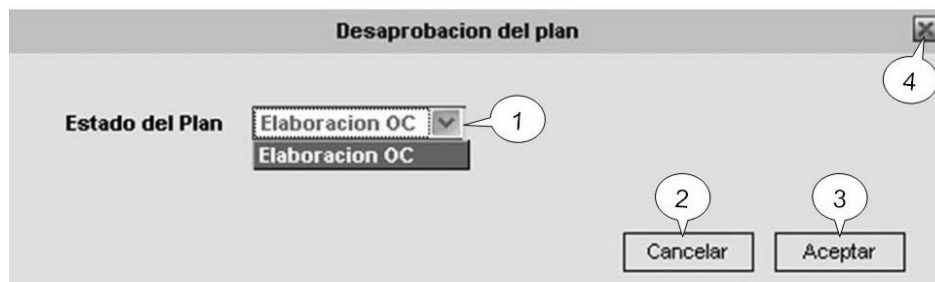 Desaprobacion del plan
4
Estado del Plan Elaboracion OC 1
Elaboracion OC
2 3
Cancelar Aceptar